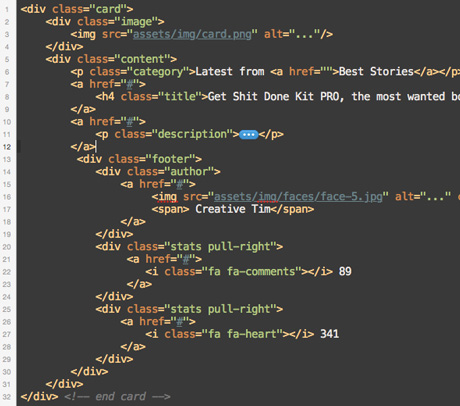 1 <div class="card">
2 <div class="image">
3 <img src="assets/img/card.png" alt="..."/>
4 </div>
5 <div class="content">
6 <p class="category">Latest from <a href="">Best Stories</a></p>
7 <a href="#">
8 <h4 class="title">Get Shit Done Kit PRO, the most wanted bo
9 </a>
10 <a href="#">
11 <p class="description">•••</p>
12 </a>
13 <div class="footer">
14 <div class="author">
15 <a href="#">
16 <img src="assets/img/faces/face-5.jpg" alt="..." c
17 <span> Creative Tim</span>
18 </a>
19 </div>
20 <div class="stats pull-right">
21 <a href="#">
22 <i class="fa fa-comments"></i> 89
23 </a>
24 </div>
25 <div class="stats pull-right">
26 <a href="#">
27 <i class="fa fa-heart"></i> 341
28 </a>
29 </div>
30 </div>
31 </div>
32 </div> <!-- end card -->